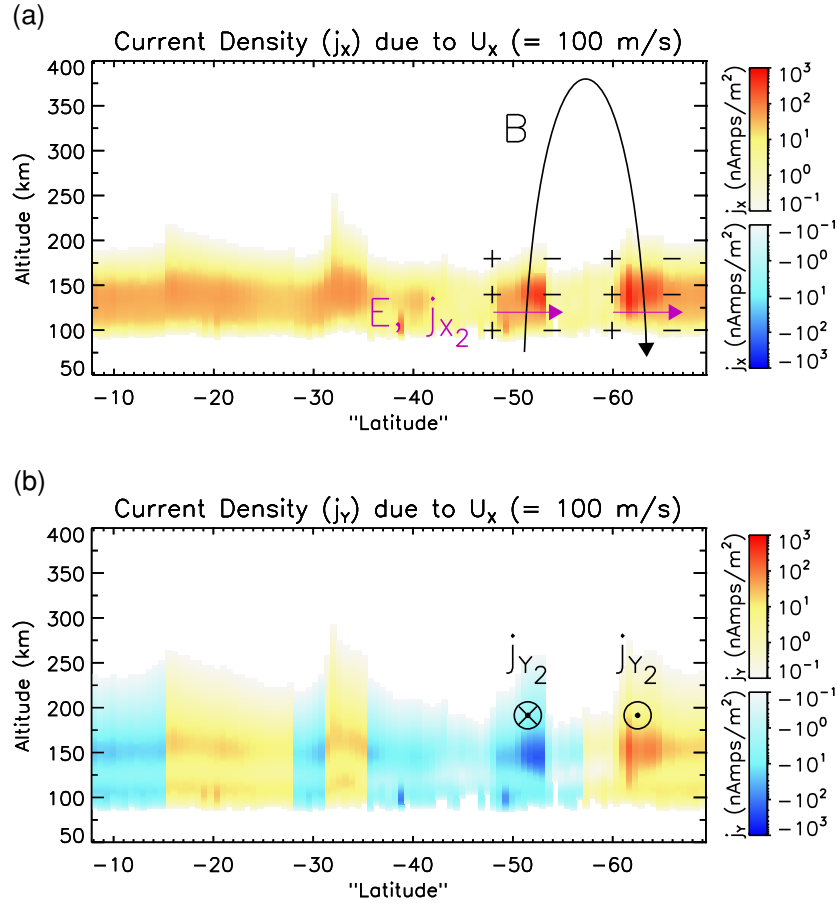 (a)
Current Density (jX) due to UX (= 100 m/s)
400
350
300
250
200
150
100
50
Altitude (km)
B
+ − + −
+ − + −
E, jX2
+ − + −
−10 −20 −30 −40 −50 −60
"Latitude"
10³
10²
10¹
10⁰
10⁻¹
jX (nAmps/m²)
−10⁻¹
−10⁰
−10¹
−10²
−10³
jX (nAmps/m²)
(b)
Current Density (jY) due to UX (= 100 m/s)
400
350
300
250
200
150
100
50
Altitude (km)
jY2 jY2
−10 −20 −30 −40 −50 −60
"Latitude"
10³
10²
10¹
10⁰
10⁻¹
jY (nAmps/m²)
−10⁻¹
−10⁰
−10¹
−10²
−10³
jY (nAmps/m²)